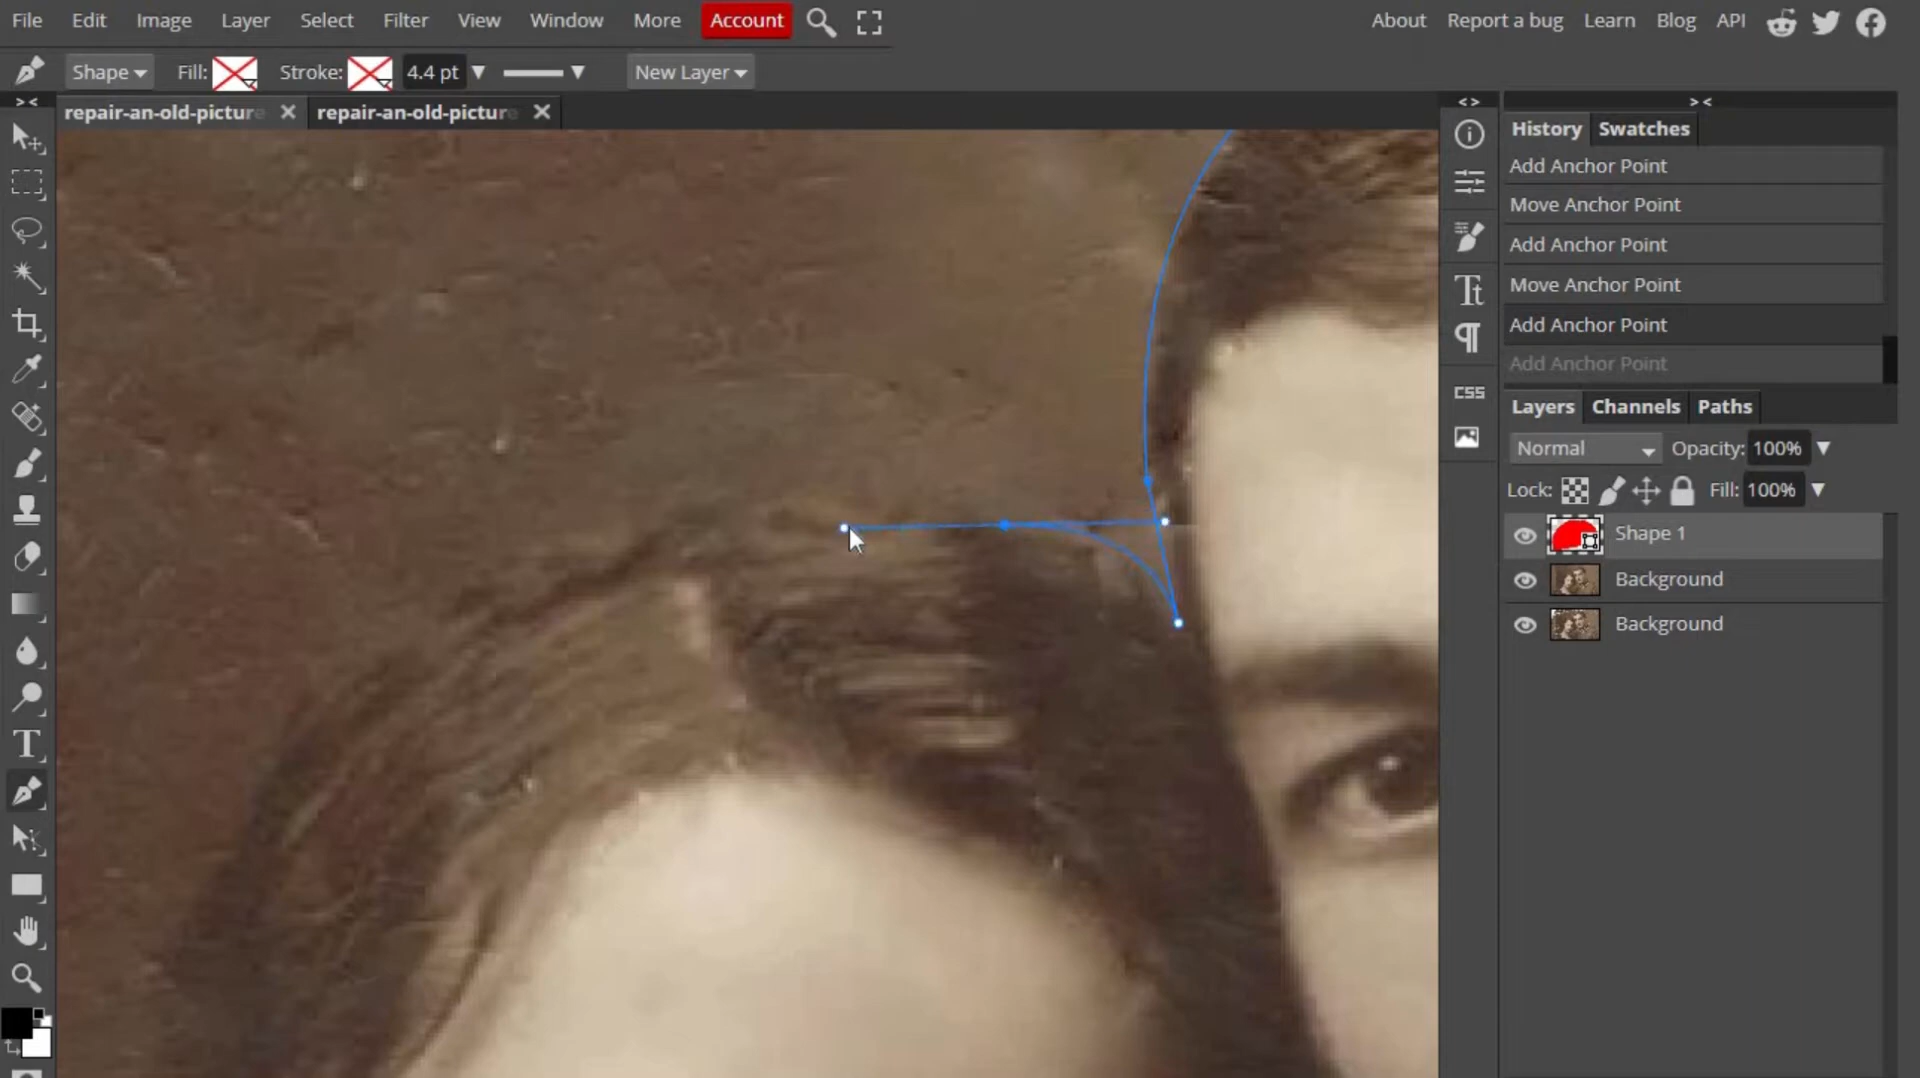 File Edit Image Layer Select Filter View Window More Account About Report a bug Learn Blog API
Shape Fill: Stroke: 4.4 pt New Layer
repair-an-old-picture repair-an-old-picture
History Swatches
Add Anchor Point
Move Anchor Point
Add Anchor Point
Move Anchor Point
Add Anchor Point
Add Anchor Point
CSS
Layers Channels Paths
Normal Opacity: 100%
Lock: Fill: 100%
Shape 1
Background
Background